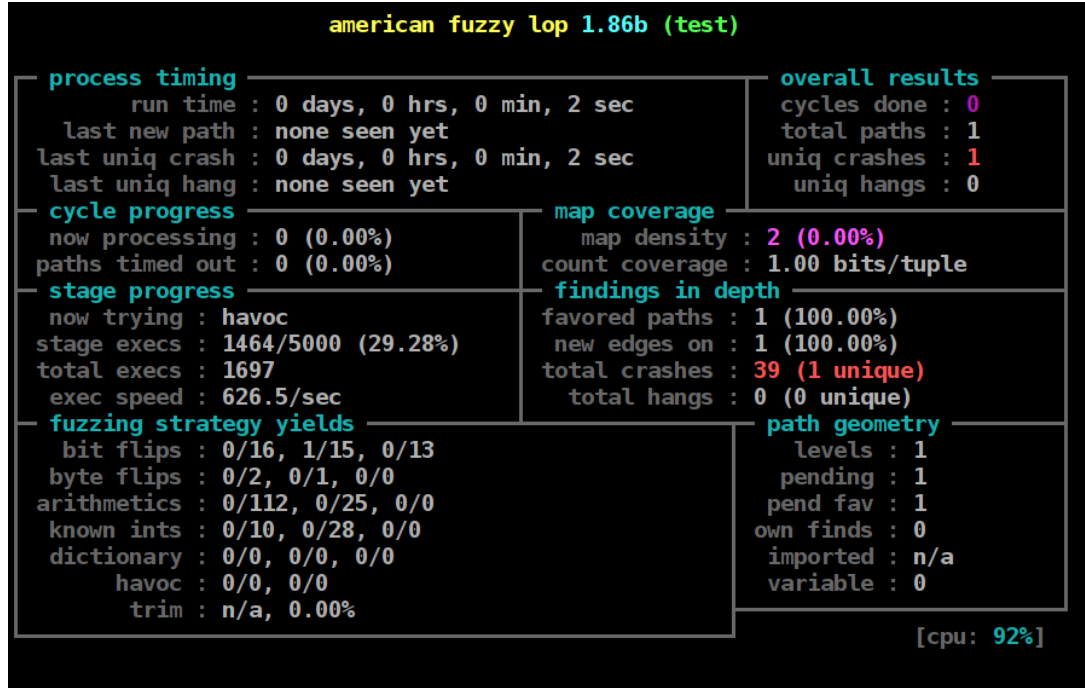 american fuzzy lop 1.86b (test)
process timing
run time : 0 days, 0 hrs, 0 min, 2 sec
last new path : none seen yet
last uniq crash : 0 days, 0 hrs, 0 min, 2 sec
last uniq hang : none seen yet
overall results
cycles done : 0
total paths : 1
uniq crashes : 1
uniq hangs : 0
cycle progress
now processing : 0 (0.00%)
paths timed out : 0 (0.00%)
map coverage
map density : 2 (0.00%)
count coverage : 1.00 bits/tuple
stage progress
now trying : havoc
stage execs : 1464/5000 (29.28%)
total execs : 1697
exec speed : 626.5/sec
findings in depth
favored paths : 1 (100.00%)
new edges on : 1 (100.00%)
total crashes : 39 (1 unique)
total hangs : 0 (0 unique)
fuzzing strategy yields
bit flips : 0/16, 1/15, 0/13
byte flips : 0/2, 0/1, 0/0
arithmetics : 0/112, 0/25, 0/0
known ints : 0/10, 0/28, 0/0
dictionary : 0/0, 0/0, 0/0
havoc : 0/0, 0/0
trim : n/a, 0.00%
path geometry
levels : 1
pending : 1
pend fav : 1
own finds : 0
imported : n/a
variable : 0
[cpu: 92%]